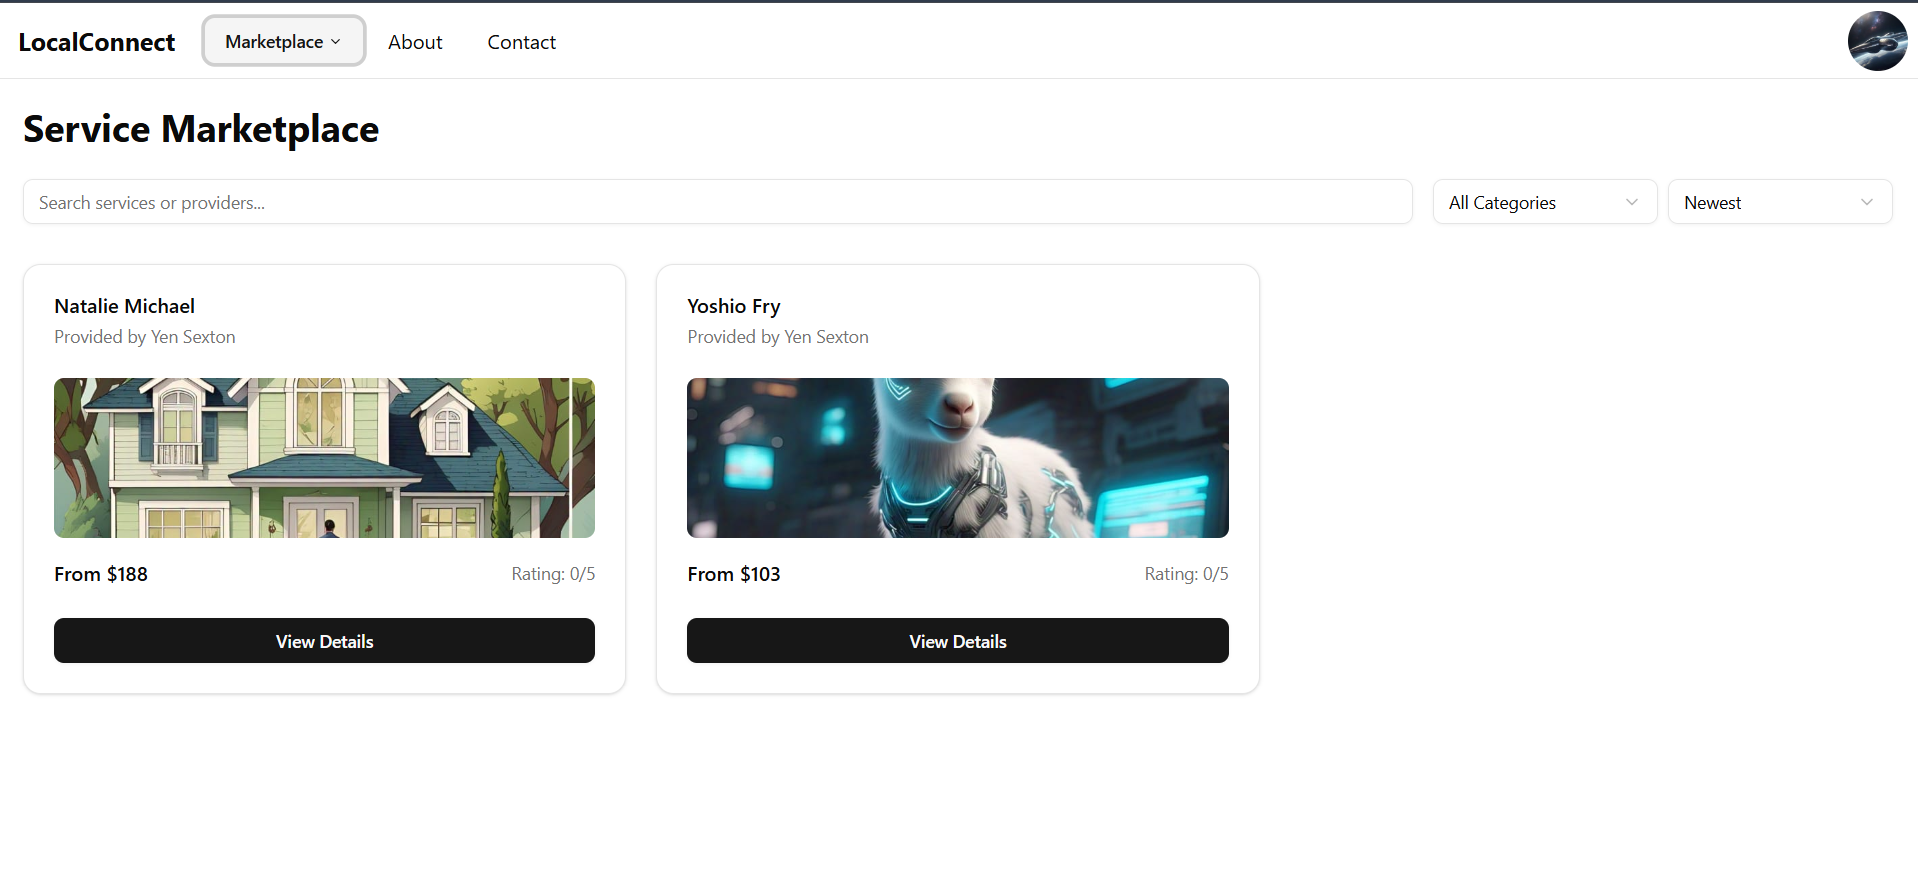 LocalConnect Marketplace About Contact
Service Marketplace
Search services or providers... All Categories Newest
Natalie Michael
Provided by Yen Sexton
From $188 Rating: 0/5
View Details
Yoshio Fry
Provided by Yen Sexton
From $103 Rating: 0/5
View Details